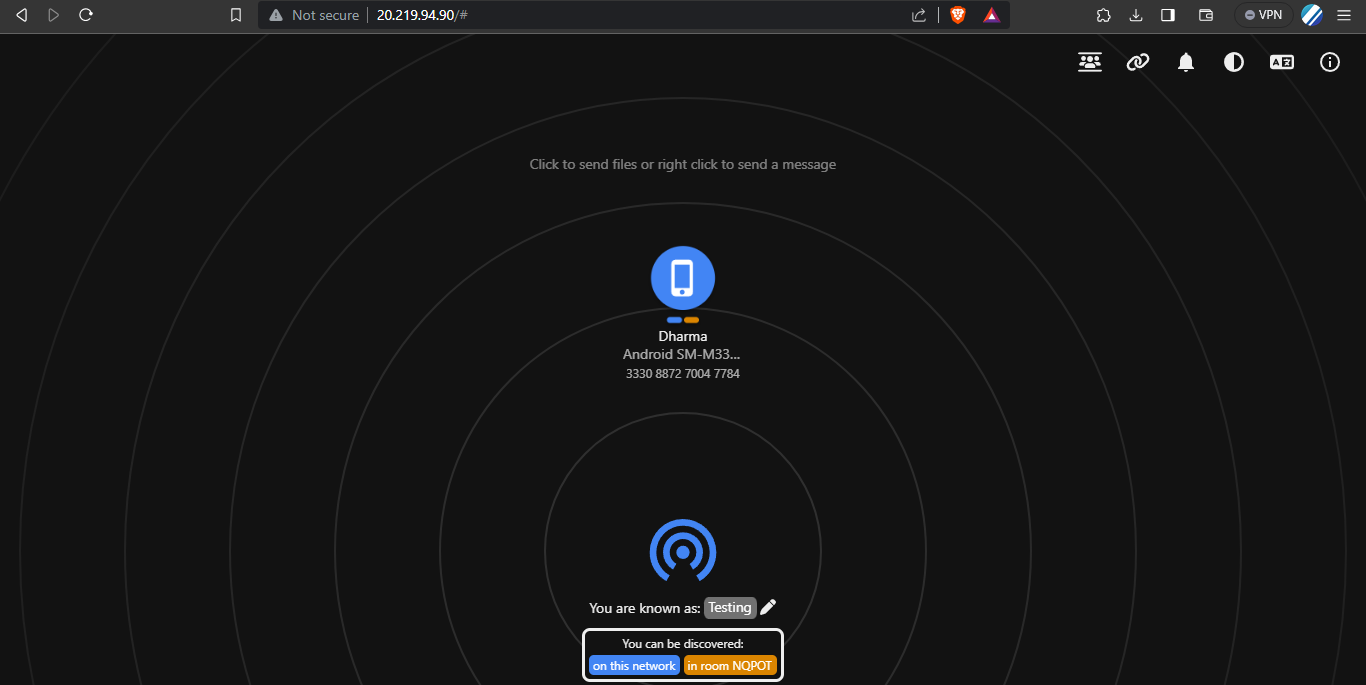 Not secure 20.219.94.90/#
VPN
A
Click to send files or right click to send a message
Dharma
Android SM-M33...
3330 8872 7004 7784
You are known as: Testing
You can be discovered:
on this network in room NQPOT